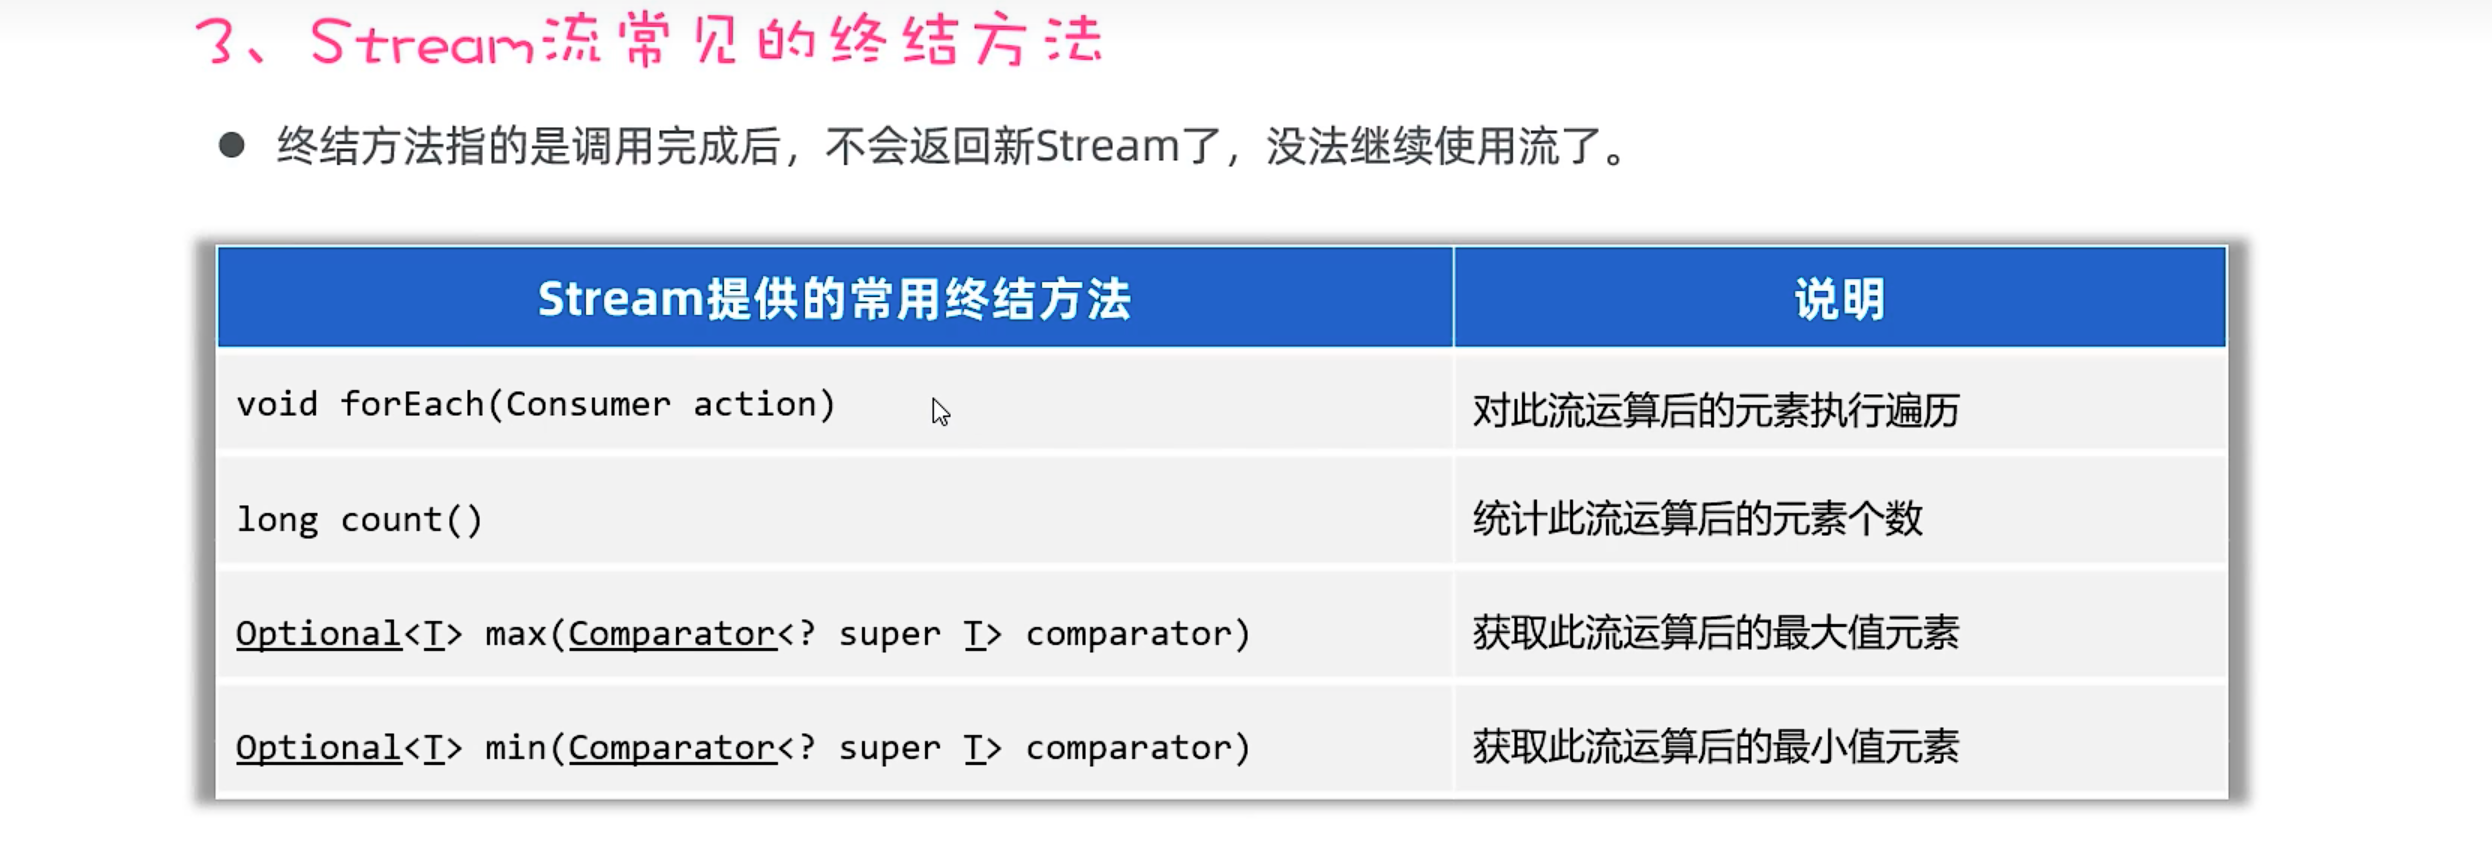 3、Stream流常见的终结方法
● 终结方法指的是调用完成后，不会返回新Stream了，没法继续使用流了。
Stream提供的常用终结方法 说明
void forEach(Consumer action) 对此流运算后的元素执行遍历
long count() 统计此流运算后的元素个数
Optional<T> max(Comparator<? super T> comparator) 获取此流运算后的最大值元素
Optional<T> min(Comparator<? super T> comparator) 获取此流运算后的最小值元素